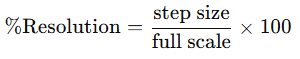 %Resolution = step size / full scale × 100